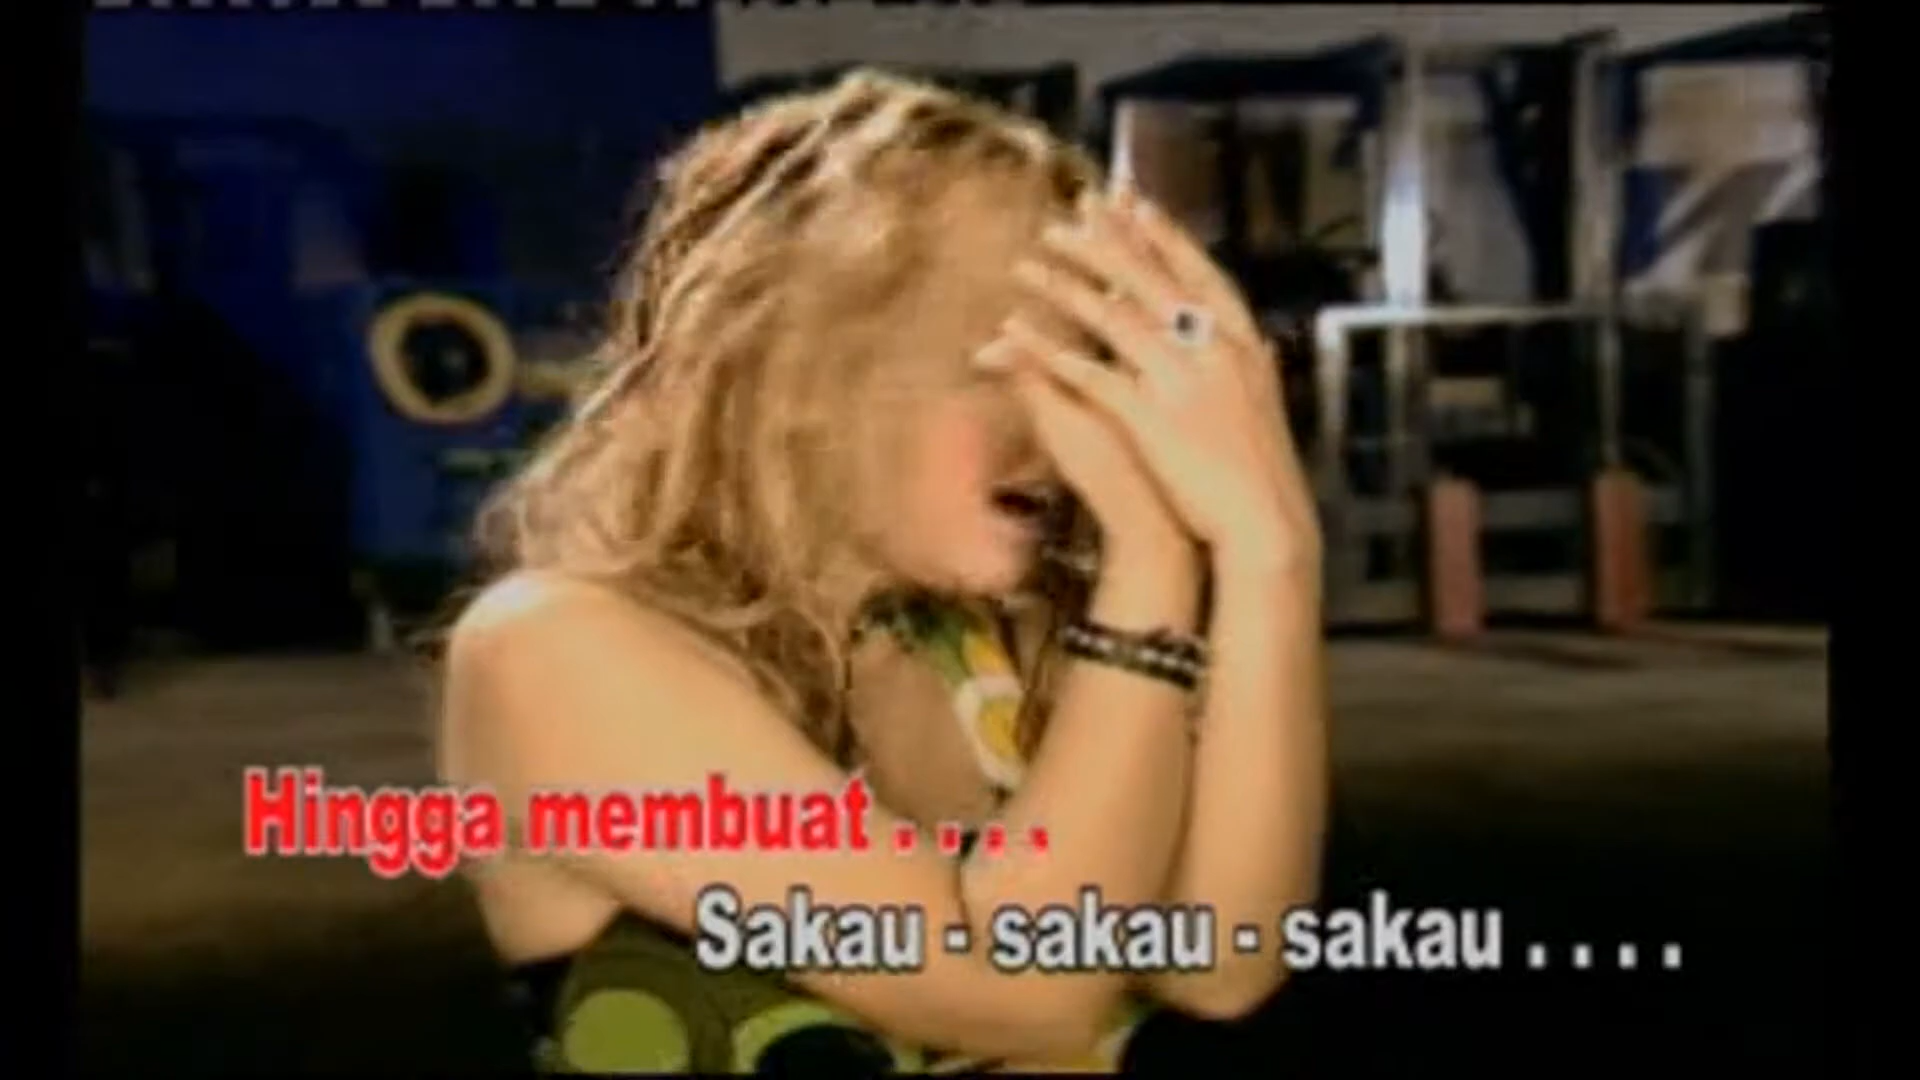 Hingga membuat . . . .
Sakau - sakau - sakau . . . .